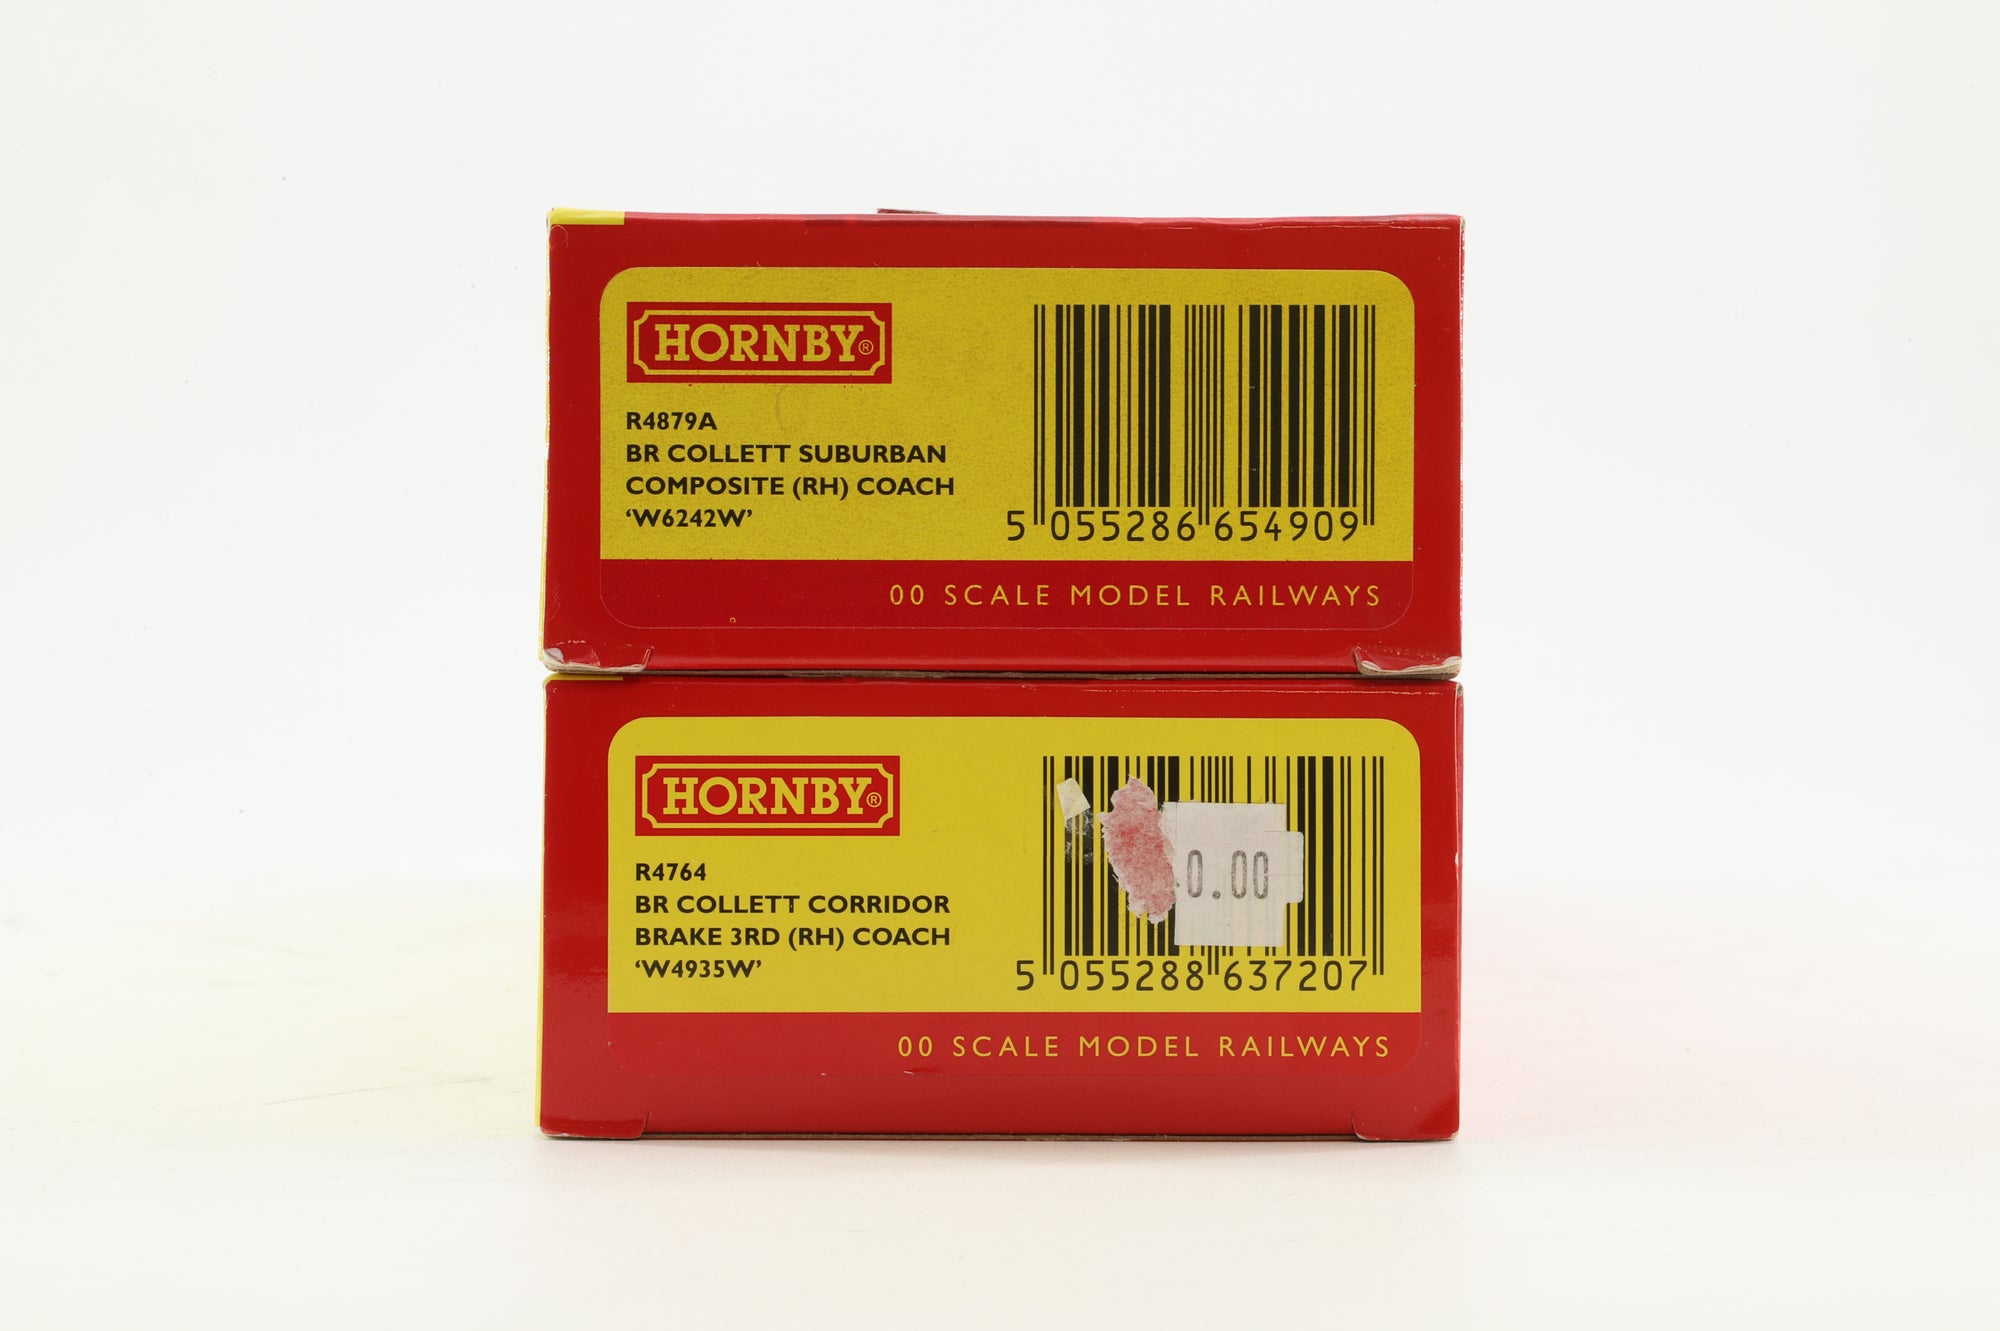 HORNBY®
R4879A
BR COLLETT SUBURBAN
COMPOSITE (RH) COACH
‘W6242W’
5 055286 654909
00 SCALE MODEL RAILWAYS
HORNBY®
R4764
BR COLLETT CORRIDOR
BRAKE 3RD (RH) COACH
‘W4935W’
0.00
5 055288 637207
00 SCALE MODEL RAILWAYS